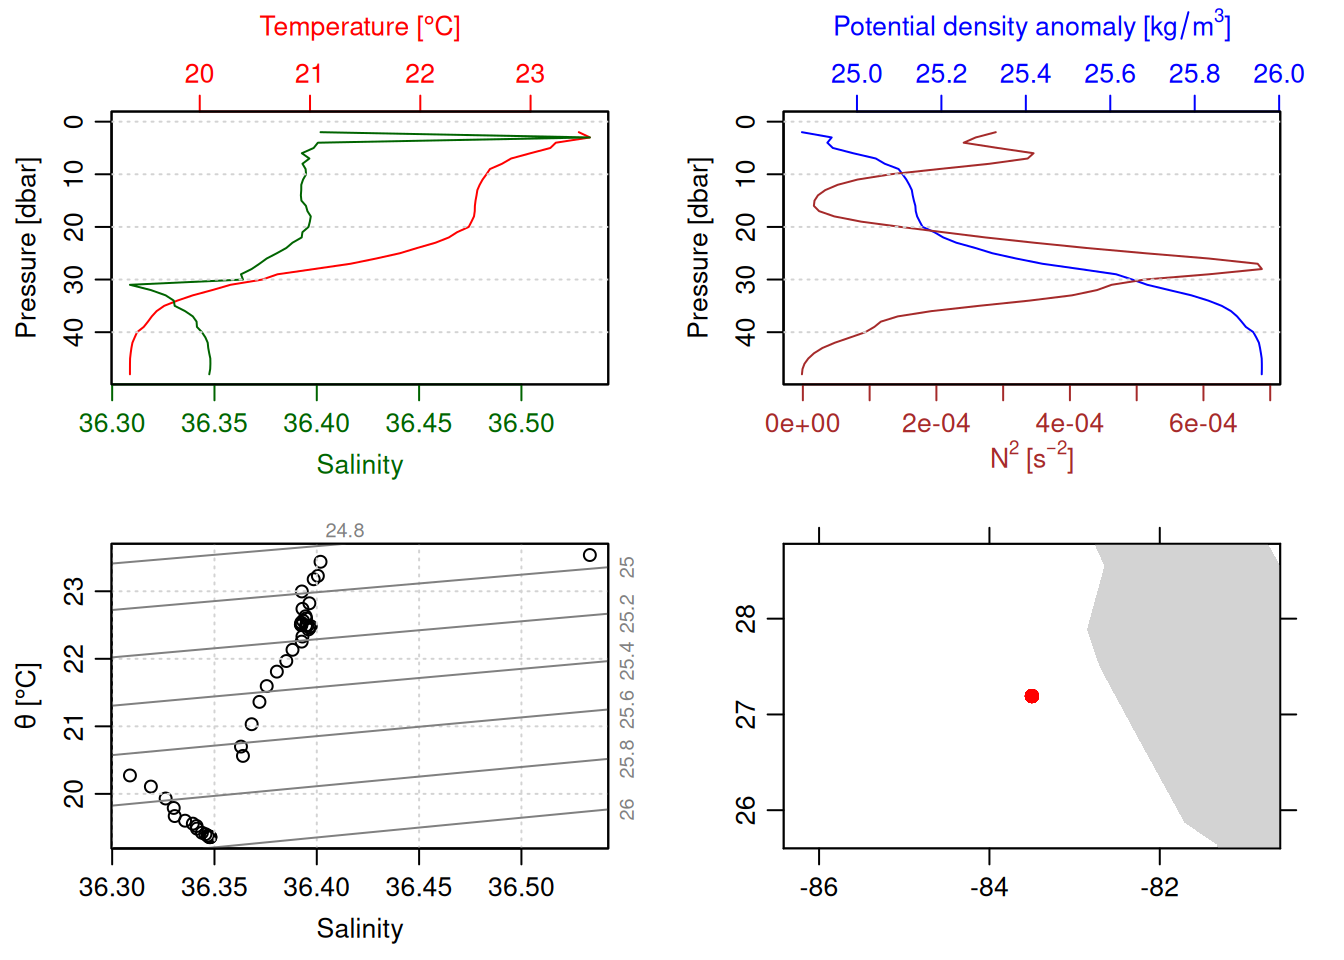 Temperature [°C]
20 21 22 23
Pressure [dbar]
0
10
20
30
40
36.30 36.35 36.40 36.45 36.50
Salinity
Potential density anomaly [kg/m³]
25.0 25.2 25.4 25.6 25.8 26.0
Pressure [dbar]
0
10
20
30
40
0e+00 2e-04 4e-04 6e-04
N² [s⁻²]
24.8
θ [°C]
23
22
21
20
25
25.2
25.4
25.6
25.8
26
36.30 36.35 36.40 36.45 36.50
Salinity
28
27
26
-86 -84 -82